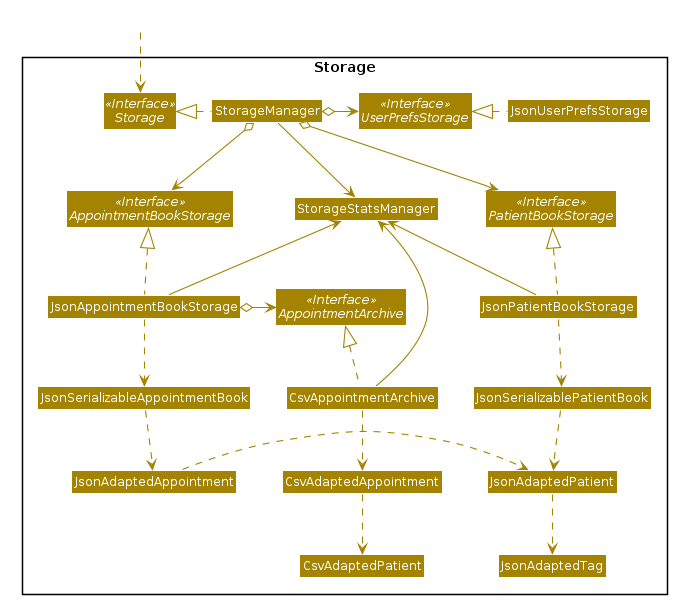 Storage
«Interface»
Storage
StorageManager
«Interface»
UserPrefsStorage
JsonUserPrefsStorage
«Interface»
AppointmentBookStorage
StorageStatsManager
«Interface»
PatientBookStorage
JsonAppointmentBookStorage
«Interface»
AppointmentArchive
JsonPatientBookStorage
JsonSerializableAppointmentBook
CsvAppointmentArchive
JsonSerializablePatientBook
JsonAdaptedAppointment
CsvAdaptedAppointment
JsonAdaptedPatient
CsvAdaptedPatient
JsonAdaptedTag